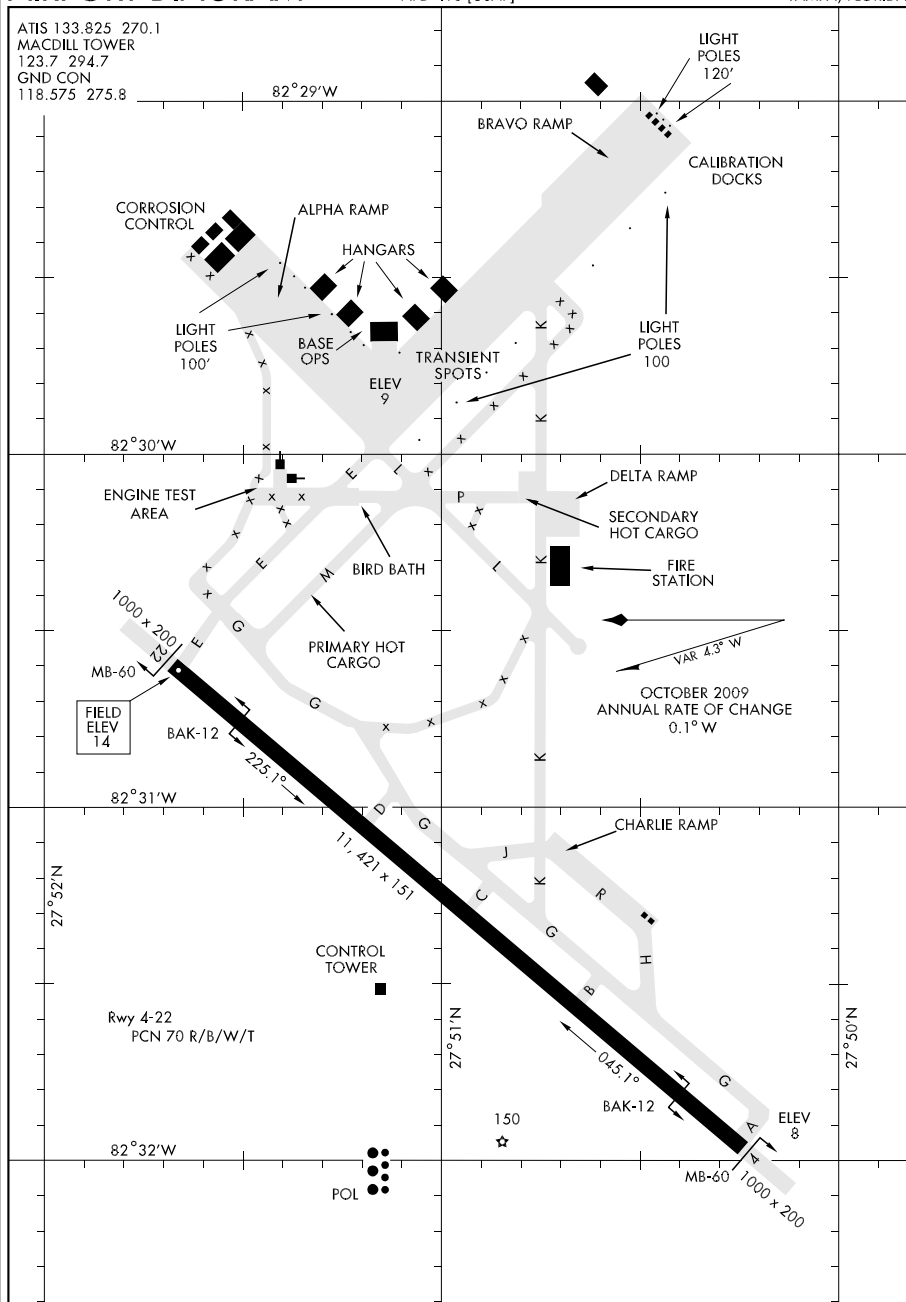 ATIS 133.825 270.1
MACDILL TOWER
123.7 294.7
GND CON
118.575 275.8
82°29'W
LIGHT
POLES
120'
BRAVO RAMP
CALIBRATION
DOCKS
CORROSION
CONTROL
ALPHA RAMP
HANGARS
LIGHT
POLES
100'
BASE
OPS
ELEV
9
TRANSIENT
SPOTS
LIGHT
POLES
100
K
K
82°30'W
ENGINE TEST
AREA
E
L
P
DELTA RAMP
SECONDARY
HOT CARGO
BIRD BATH
E
M
L
K
FIRE
STATION
PRIMARY HOT
CARGO
1000 x 200
22
E
G
MB-60
VAR 4.3° W
OCTOBER 2009
ANNUAL RATE OF CHANGE
0.1° W
FIELD
ELEV
14
BAK-12
225.1°
G
K
82°31'W
D
G
CHARLIE RAMP
11, 421 x 151
J
K
R
C
G
H
27°52'N
CONTROL
TOWER
B
Rwy 4-22
PCN 70 R/B/W/T
27°51'N
27°50'N
045.1°
G
BAK-12
A
ELEV
8
150
82°32'W
4
MB-60
1000 x 200
POL